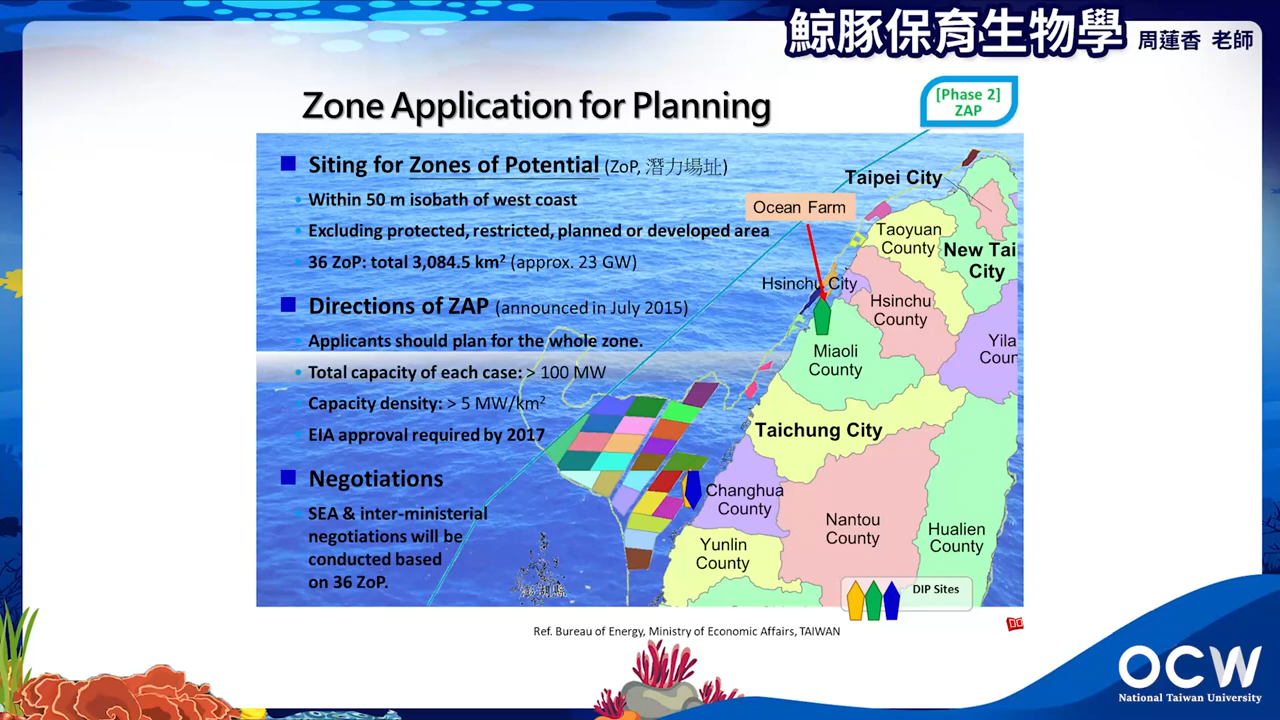 鯨豚保育生物學 周蓮香 老師
Zone Application for Planning
[Phase 2]
ZAP
Siting for Zones of Potential (ZoP, 潛力場址)
Within 50 m isobath of west coast
Excluding protected, restricted, planned or developed area
36 ZoP: total 3,084.5 km² (approx. 23 GW)
Directions of ZAP (announced in July 2015)
Applicants should plan for the whole zone.
Total capacity of each case: > 100 MW
Capacity density: > 5 MW/km²
EIA approval required by 2017
Negotiations
SEA & inter-ministerial
negotiations will be
conducted based
on 36 ZoP.
Taipei City
Ocean Farm
Taoyuan
County
New Tai
City
Hsinchu City
Hsinchu
County
Yila
Coun
Miaoli
County
Taichung City
Changhua
County
Nantou
County
Hualien
County
Yunlin
County
澎湖縣
DIP Sites
Ref. Bureau of Energy, Ministry of Economic Affairs, TAIWAN
OCW
National Taiwan University